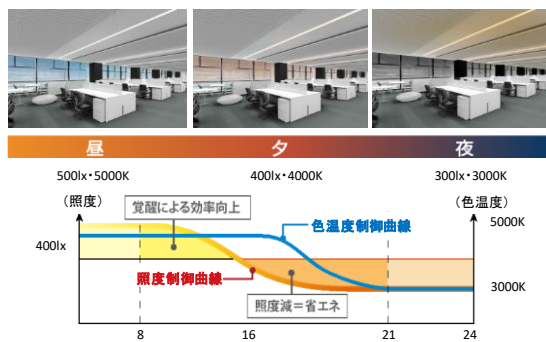 昼 夕 夜
500lx・5000K 400lx・4000K 300lx・3000K
（照度） （色温度）
覚醒による効率向上
5000K
色温度制御曲線
400lx
照度制御曲線
照度減＝省エネ
3000K
8 16 21 24